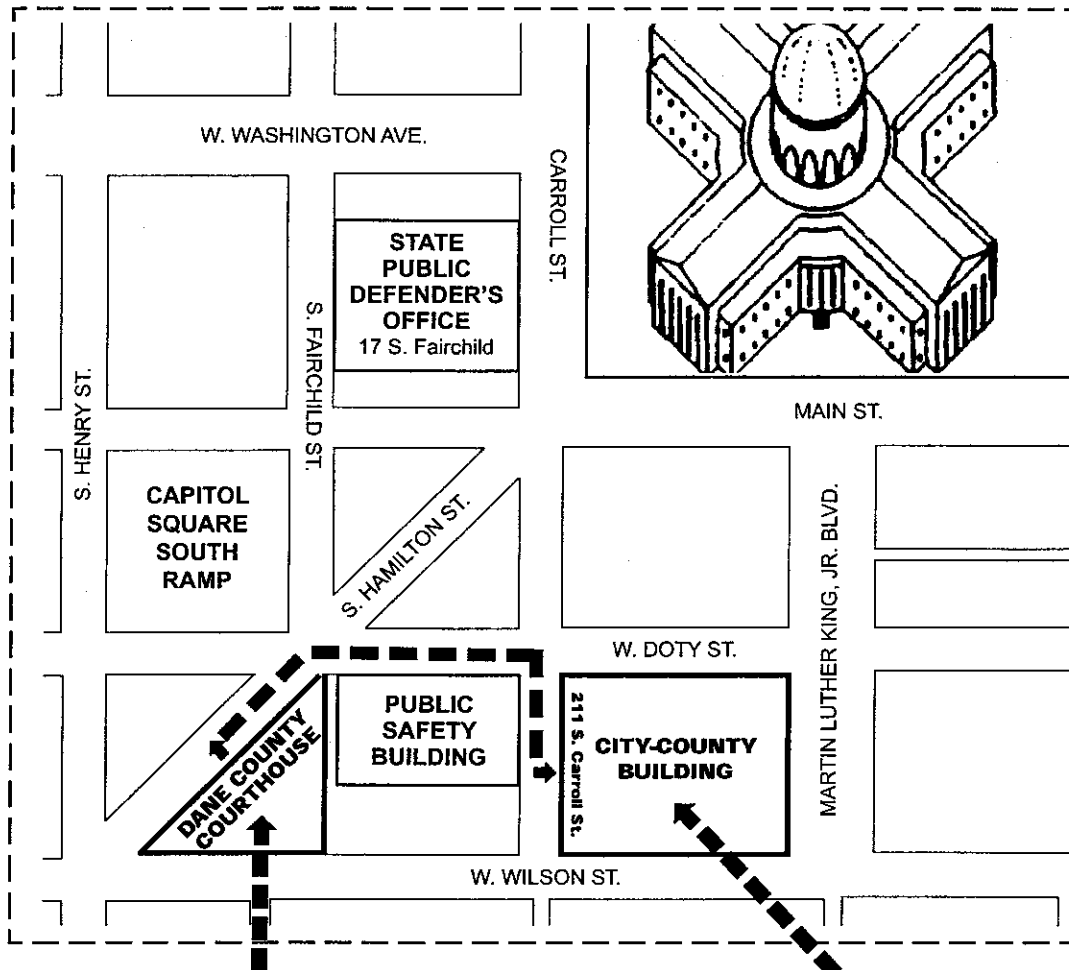 W. WASHINGTON AVE.
CARROLL ST.
STATE
PUBLIC
DEFENDER'S
OFFICE
17 S. Fairchild
S. HENRY ST.
S. FAIRCHILD ST.
MAIN ST.
CAPITOL
SQUARE
SOUTH
RAMP
S. HAMILTON ST.
MARTIN LUTHER KING, JR. BLVD.
W. DOTY ST.
DANE COUNTY
COURTHOUSE
PUBLIC
SAFETY
BUILDING
211 S. Carroll St.
CITY-COUNTY
BUILDING
W. WILSON ST.